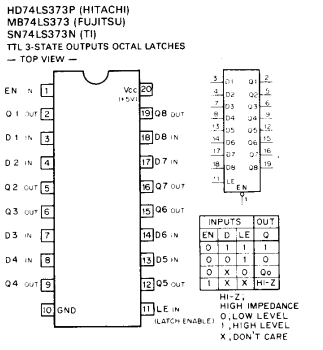 HD74LS373P (HITACHI)
MB74LS373 (FUJITSU)
SN74LS373N (TI)
TTL 3-STATE OUTPUTS OCTAL LATCHES
— TOP VIEW —
EN IN 1
Vcc (+5V) 20
Q1 OUT 2
19 Q8 OUT
D1 IN 3
18 D8 IN
D2 IN 4
17 D7 IN
Q2 OUT 5
16 Q7 OUT
Q3 OUT 6
15 Q6 OUT
D3 IN 7
14 D6 IN
D4 IN 8
13 D5 IN
Q4 OUT 9
12 Q5 OUT
10 GND
11 LE IN
(LATCH ENABLE)
3 D1 Q1 2
4 D2 Q2 5
7 D3 Q3 6
8 D4 Q4 9
13 D5 Q5 12
14 D6 Q6 15
17 D7 Q7 16
18 D8 Q8 19
11 LE
EN
1
INPUTS OUT
EN D LE Q
0 1 1 1
0 0 1 0
0 X 0 Qo
1 X X HI-Z
HI-Z,
HIGH IMPEDANCE
0, LOW LEVEL
1, HIGH LEVEL
X, DON'T CARE